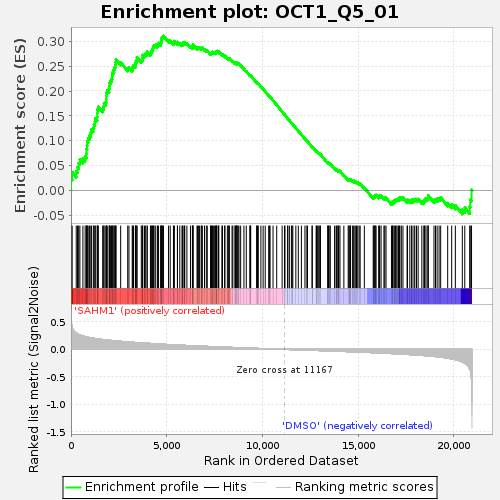 Enrichment plot: OCT1_Q5_01
Enrichment score (ES)
0.30
0.25
0.20
0.15
0.10
0.05
0.00
-0.05
Ranked list metric (Signal2Noise)
'SAHM1' (positively correlated)
0.5
0.0
-0.5
-1.0
-1.5
Zero cross at 11167
'DMSO' (negatively correlated)
0 5,000 10,000 15,000 20,000
Rank in Ordered Dataset
Enrichment profile Hits Ranking metric scores